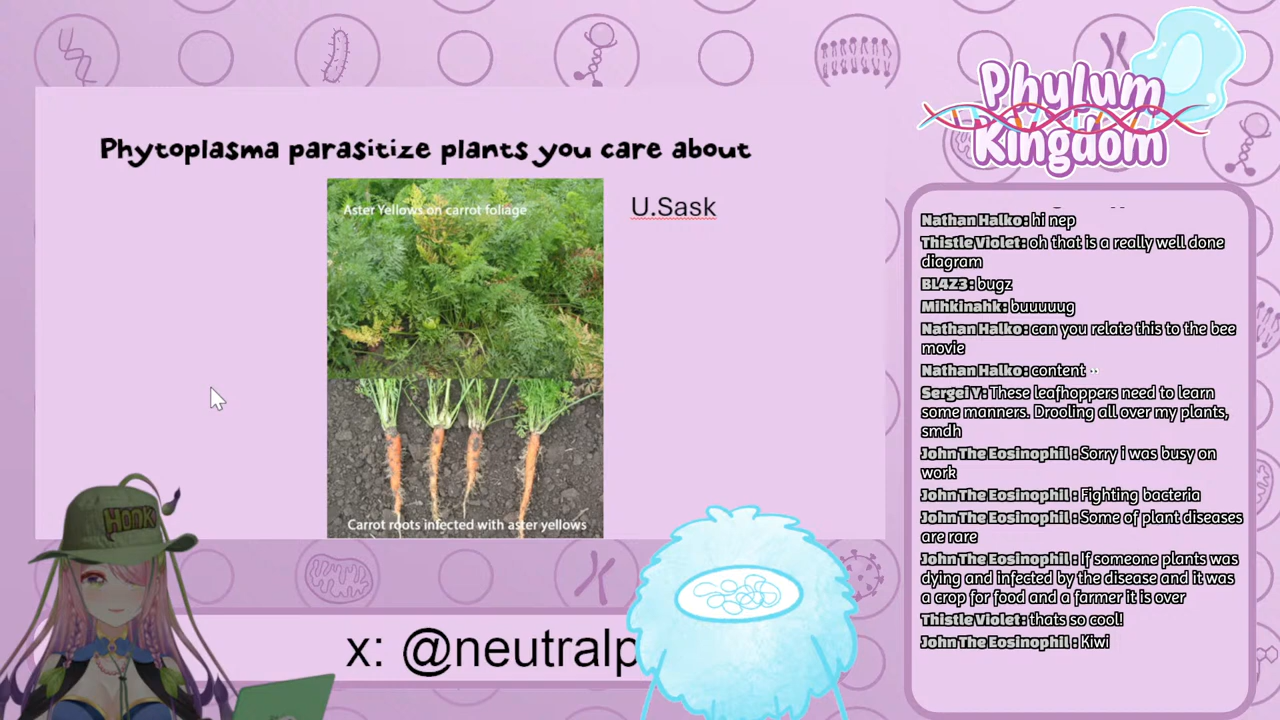 Phylum
Kingdom
Phytoplasma parasitize plants you care about
Aster Yellows on carrot foliage
U.Sask
Carrot roots infected with aster yellows
HONK
x: @neutralp
Nathan Halko: hi nep
Thistle Violet: oh that is a really well done
diagram
BL4Z3: bugz
Mihkinahk: buuuuug
Nathan Halko: can you relate this to the bee
movie
Nathan Halko: content
SergeiY: These leafhoppers need to learn
some manners. Drooling all over my plants,
smdh
John The Eosinophil : Sorry i was busy on
work
John The Eosinophil : Fighting bacteria
John The Eosinophil : Some of plant diseases
are rare
John The Eosinophil : If someone plants was
dying and infected by the disease and it was
a crop for food and a farmer it is over
Thistle Violet: thats so cool!
John The Eosinophil : Kiwi